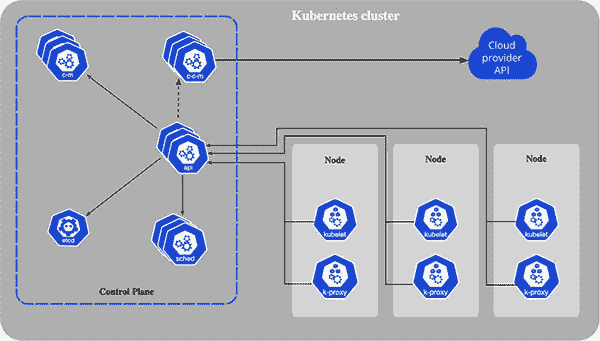 Kubernetes cluster
c-m
c-c-m
Cloud
provider
API
api
Node
Node
Node
etcd
sched
kubelet
kubelet
kubelet
k-proxy
k-proxy
k-proxy
Control Plane